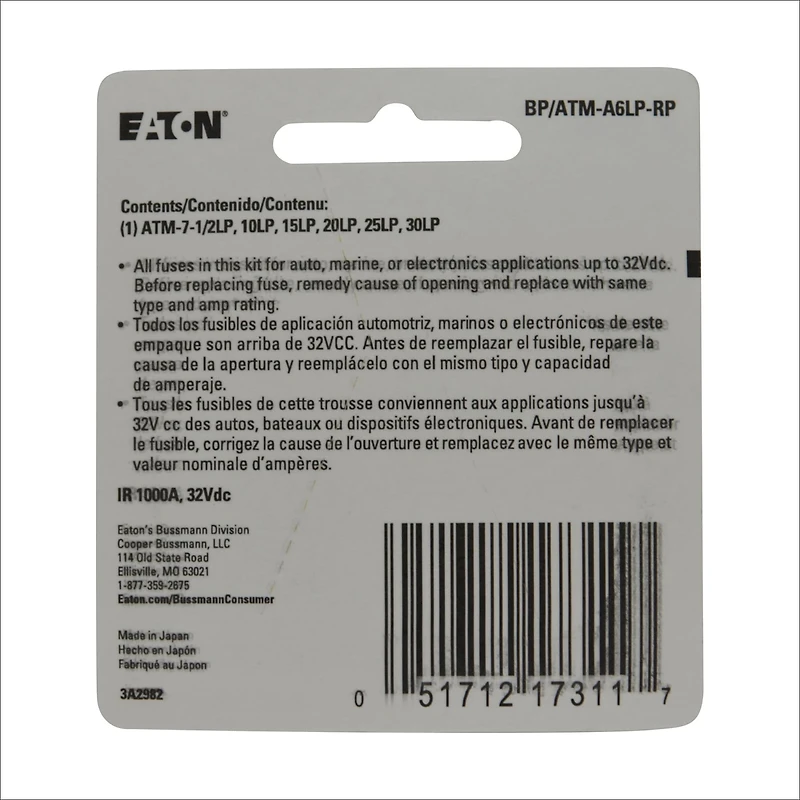 EATON®
BP/ATM-A6LP-RP
Contents/Contenido/Contenu:
(1) ATM-7-1/2LP, 10LP, 15LP, 20LP, 25LP, 30LP
• All fuses in this kit for auto, marine, or electronics applications up to 32Vdc.
Before replacing fuse, remedy cause of opening and replace with same
type and amp rating.
• Todos los fusibles de aplicación automotriz, marinos o electrónicos de este
empaque son arriba de 32VCC. Antes de reemplazar el fusible, repare la
causa de la apertura y reemplácelo con el mismo tipo y capacidad
de amperaje.
• Tous les fusibles de cette trousse conviennent aux applications jusqu'à
32V cc des autos, bateaux ou dispositifs électroniques. Avant de remplacer
le fusible, corrigez la cause de l'ouverture et remplacez avec le même type et
valeur nominale d'ampères.
IR 1000A, 32Vdc
Eaton's Bussmann Division
Cooper Bussmann, LLC
114 Old State Road
Ellisville, MO 63021
1-877-359-2675
Eaton.com/BussmannConsumer
Made in Japan
Hecho en Japón
Fabriqué au Japon
3A2982
0 51712 17311 7